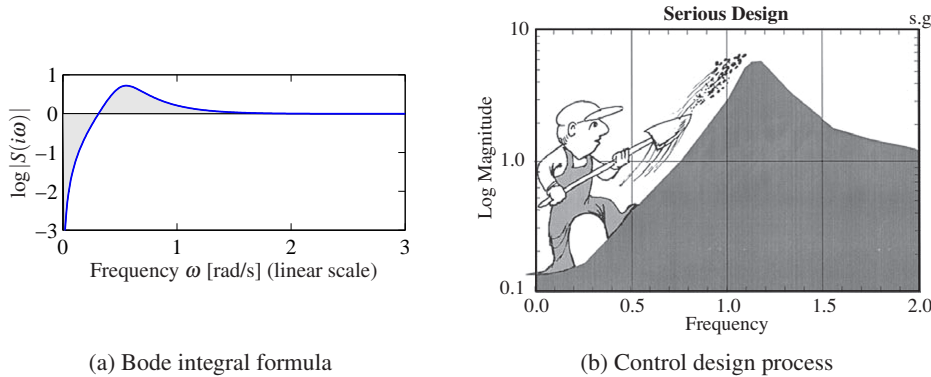 1
0
−1
−2
−3
log|S(iω)|
0 1 2 3
Frequency ω [rad/s] (linear scale)
(a) Bode integral formula
Serious Design
s.g
10
1.0
0.1
Log Magnitude
0.0 0.5 1.0 1.5 2.0
Frequency
(b) Control design process